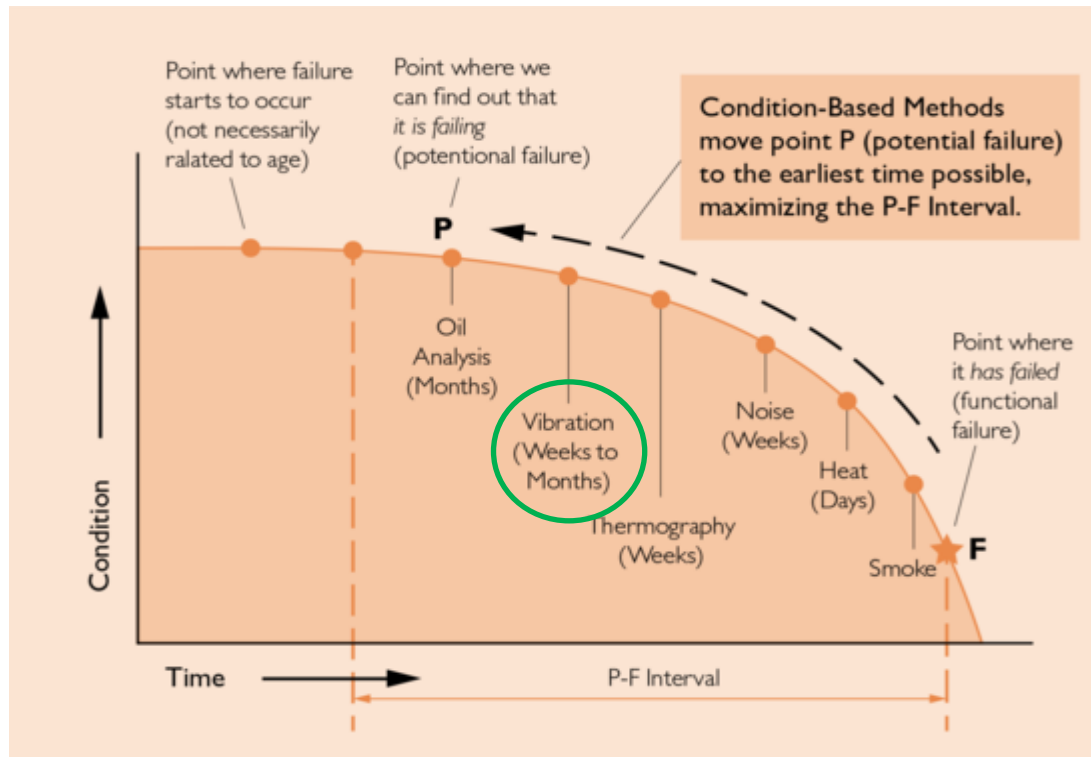 Point where failure
starts to occur
(not necessarily
ralated to age)
Point where we
can find out that
it is failing
(potentional failure)
Condition-Based Methods
move point P (potential failure)
to the earliest time possible,
maximizing the P-F Interval.
P
Oil
Analysis
(Months)
Vibration
(Weeks to
Months)
Thermography
(Weeks)
Noise
(Weeks)
Heat
(Days)
Smoke
Point where
it has failed
(functional
failure)
F
Condition
Time
P-F Interval